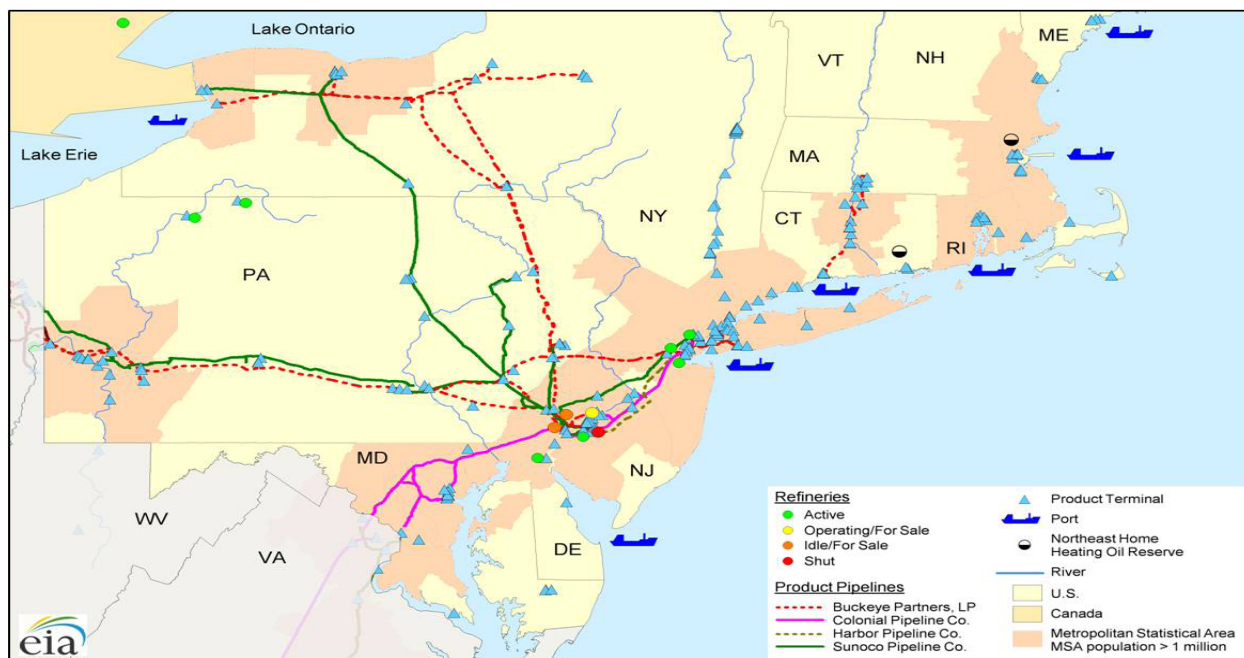 Lake Ontario
Lake Erie
ME
VT
NH
MA
NY
CT
RI
PA
MD
NJ
WV
VA
DE
eia
Refineries
Active
Operating/For Sale
Idle/For Sale
Shut
Product Pipelines
Buckeye Partners, LP
Colonial Pipeline Co.
Harbor Pipeline Co.
Sunoco Pipeline Co.
Product Terminal
Port
Northeast Home
Heating Oil Reserve
River
U.S.
Canada
Metropolitan Statistical Area
MSA population > 1 million